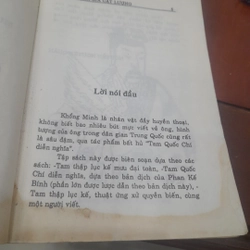 CÁT LƯỢNG
Lời nói đầu
Khổng Minh là nhân vật đầy huyền thoại,
không biết bao nhiêu bút mực viết về ông, hình
tượng của ông trong dân gian Trung Quốc cũng rất
là sâu đậm, qua tác phẩm bất hủ "Tam Quốc Chí
diễn nghĩa".
Tập sách này được biên soạn dựa theo các
sách: -Tam thập lục kế mưu đại toàn, -Tam Quốc
Chí diễn nghĩa, dựa theo bản dịch của Phan Kế
Bính (phần lớn được lược dẫn theo bản dịch này), -
Tam thập lục kế, thuật ứng xử quyền biến, cùng
một người viết.